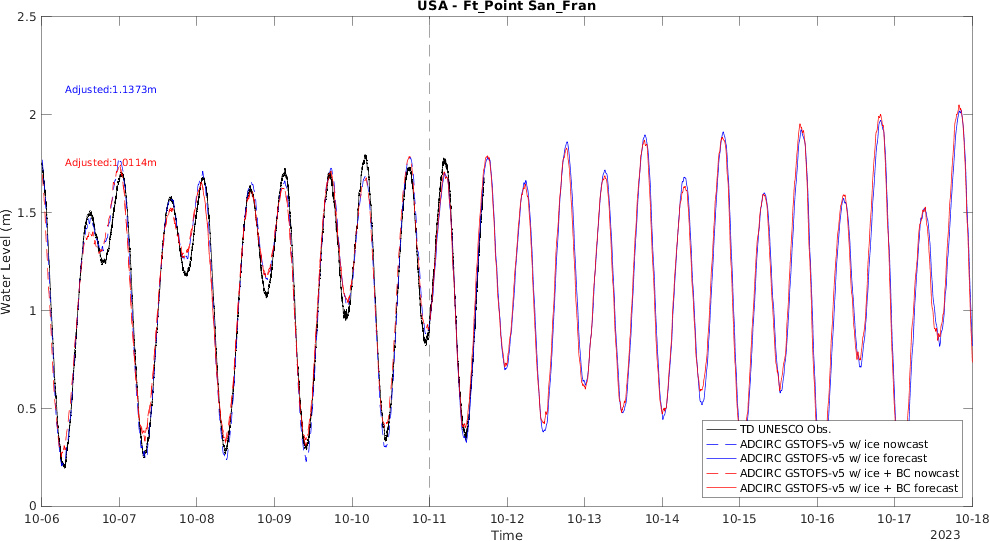 USA - Ft_Point San_Fran
2.5
Adjusted:1.1373m
2
Adjusted:1.0114m
1.5
Water Level (m)
1
0.5
0
TD UNESCO Obs.
ADCIRC GSTOFS-v5 w/ ice nowcast
ADCIRC GSTOFS-v5 w/ ice forecast
ADCIRC GSTOFS-v5 w/ ice + BC nowcast
ADCIRC GSTOFS-v5 w/ ice + BC forecast
10-06 10-07 10-08 10-09 10-10 10-11 10-12 10-13 10-14 10-15 10-16 10-17 10-18
Time
2023